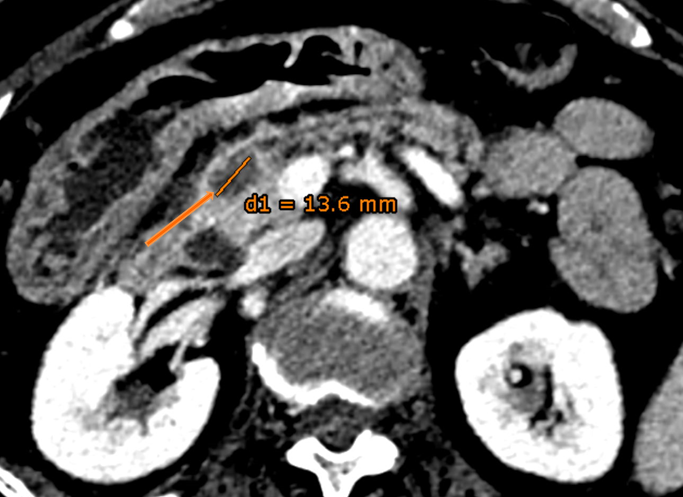 d1 = 13.6 mm